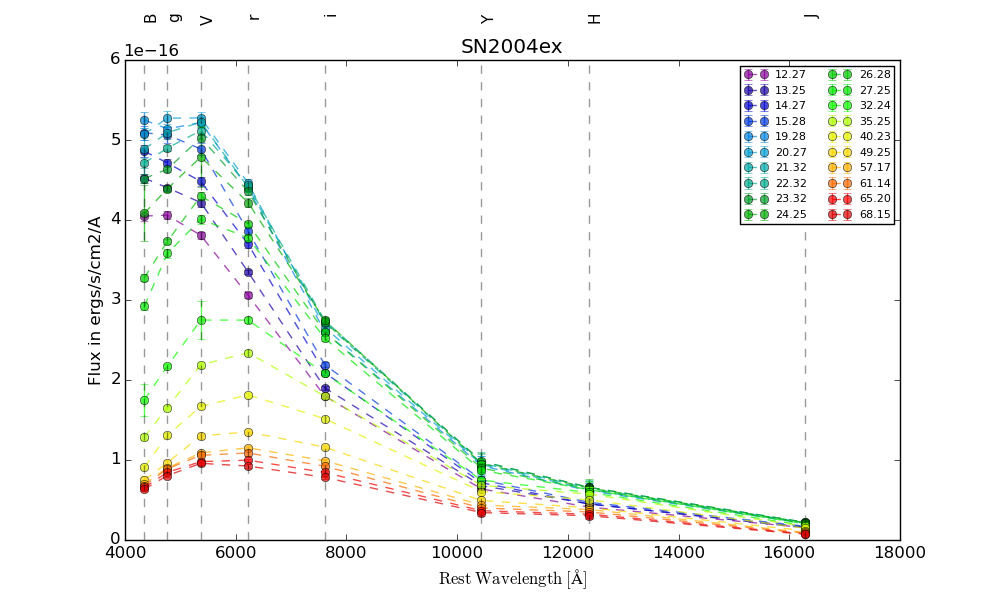 B g V r i Y H J
SN2004ex
1e−16
6
5
4
3
2
1
0
Flux in ergs/s/cm2/A
12.27 26.28
13.25 27.25
14.27 32.24
15.28 35.25
19.28 40.23
20.27 49.25
21.32 57.17
22.32 61.14
23.32 65.20
24.25 68.15
4000 6000 8000 10000 12000 14000 16000 18000
Rest Wavelength [Å]